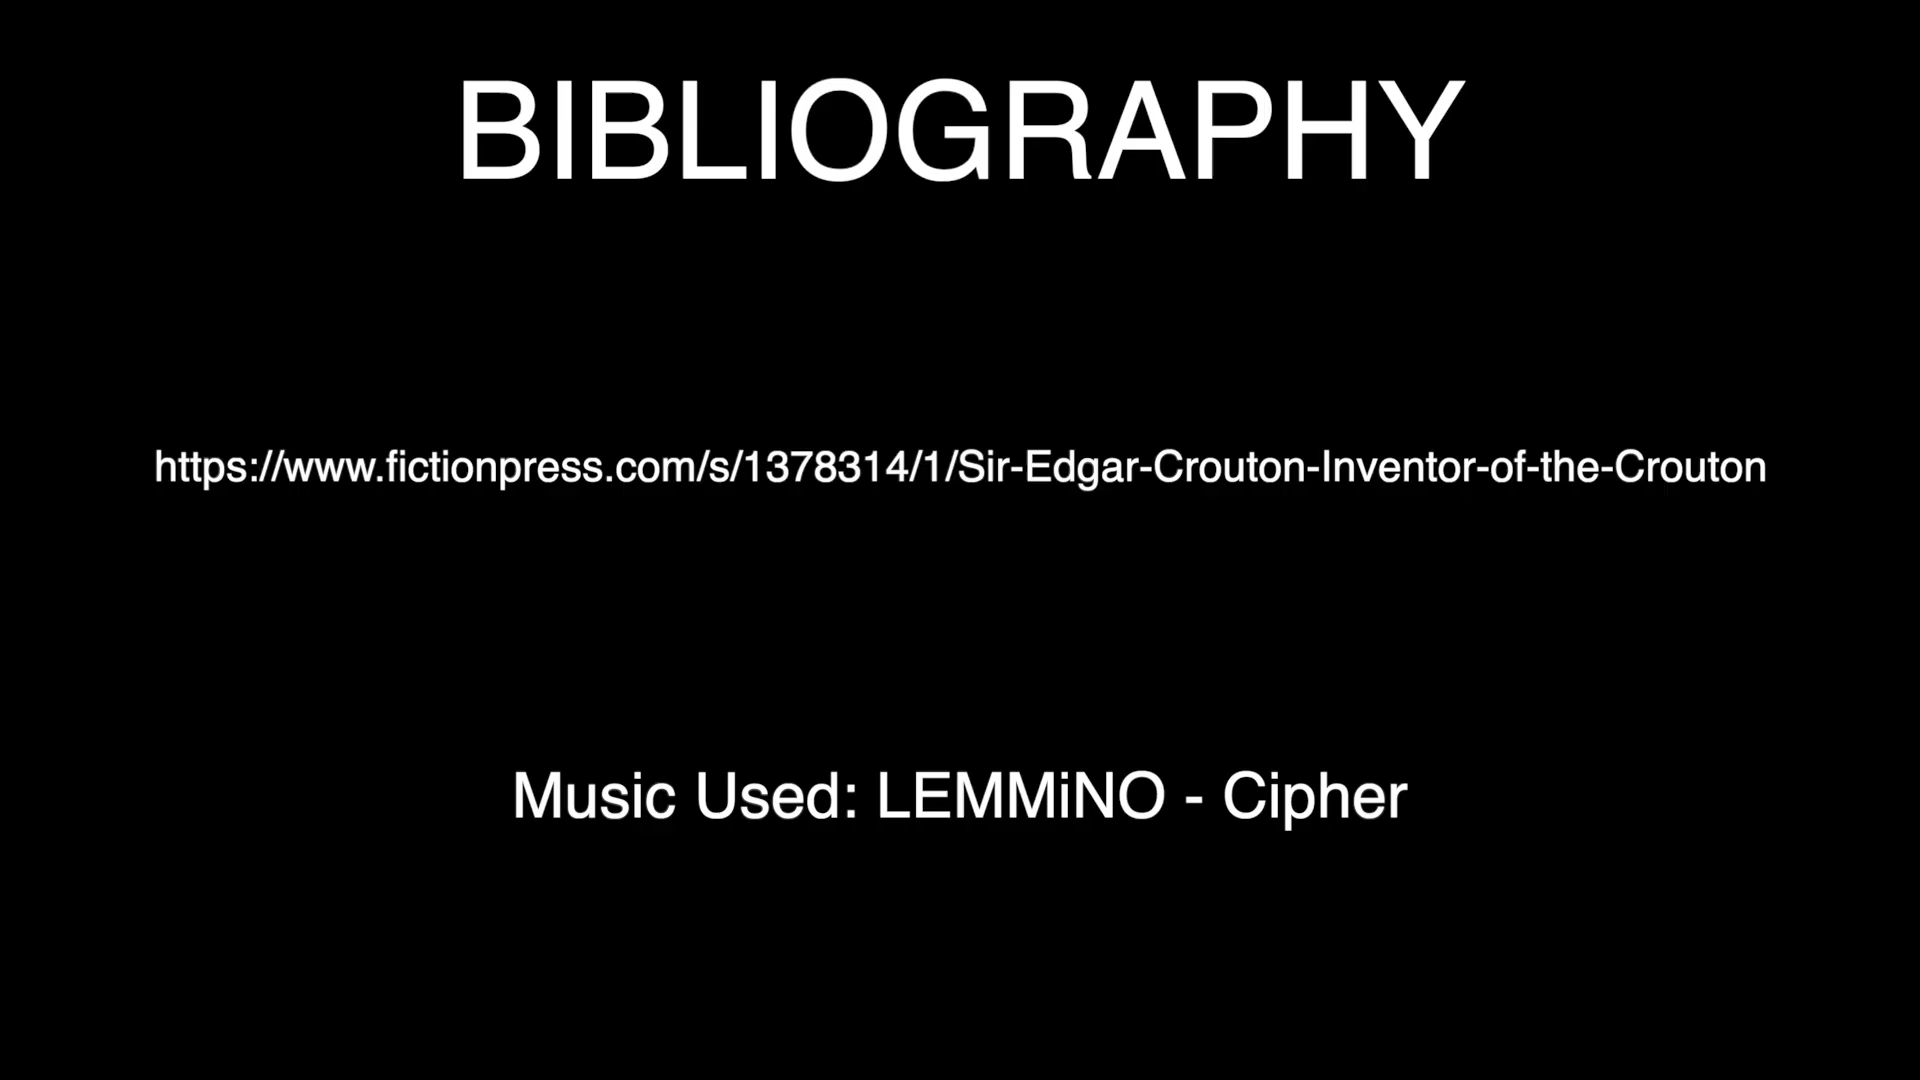 BIBLIOGRAPHY
https://www.fictionpress.com/s/1378314/1/Sir-Edgar-Crouton-Inventor-of-the-Crouton
Music Used: LEMMiNO - Cipher